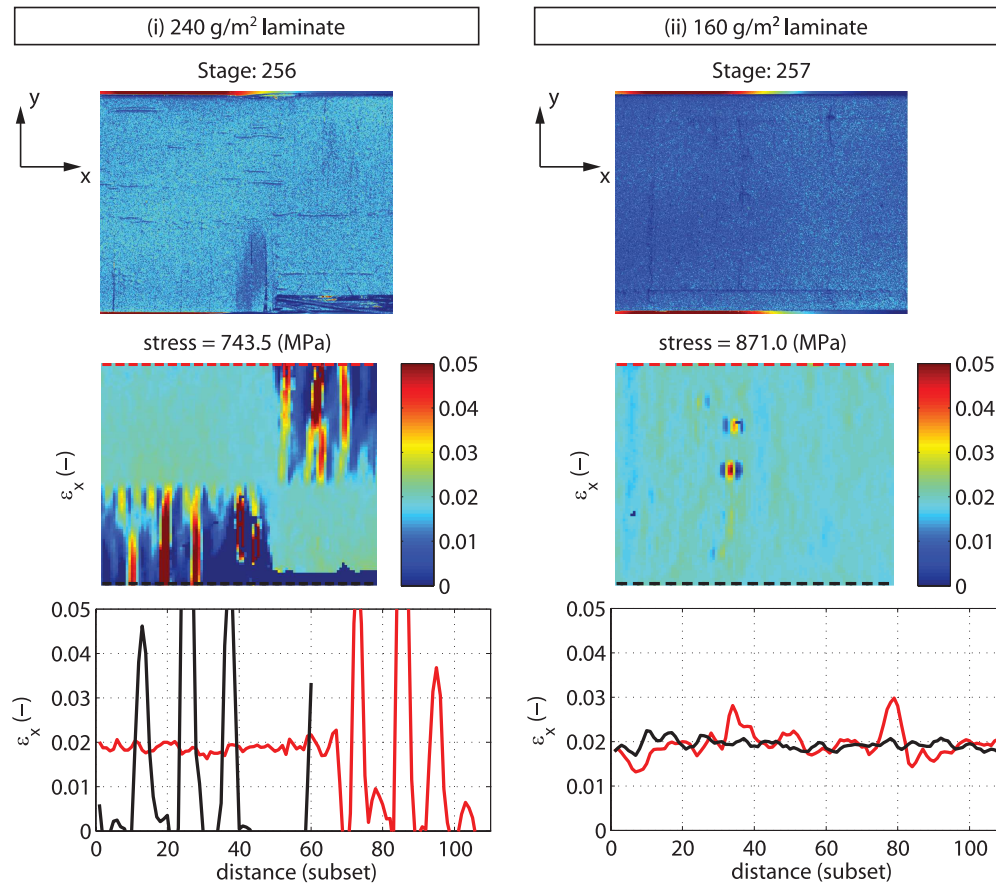 (i) 240 g/m² laminate
(ii) 160 g/m² laminate
Stage: 256
Stage: 257
y
x
y
x
stress = 743.5 (MPa)
stress = 871.0 (MPa)
εx (–)
0.05
0.04
0.03
0.02
0.01
0
εx (–)
0.05
0.04
0.03
0.02
0.01
0
εx (–)
0.05
0.04
0.03
0.02
0.01
0
0 20 40 60 80 100
distance (subset)
εx (–)
0.05
0.04
0.03
0.02
0.01
0
0 20 40 60 80 100
distance (subset)